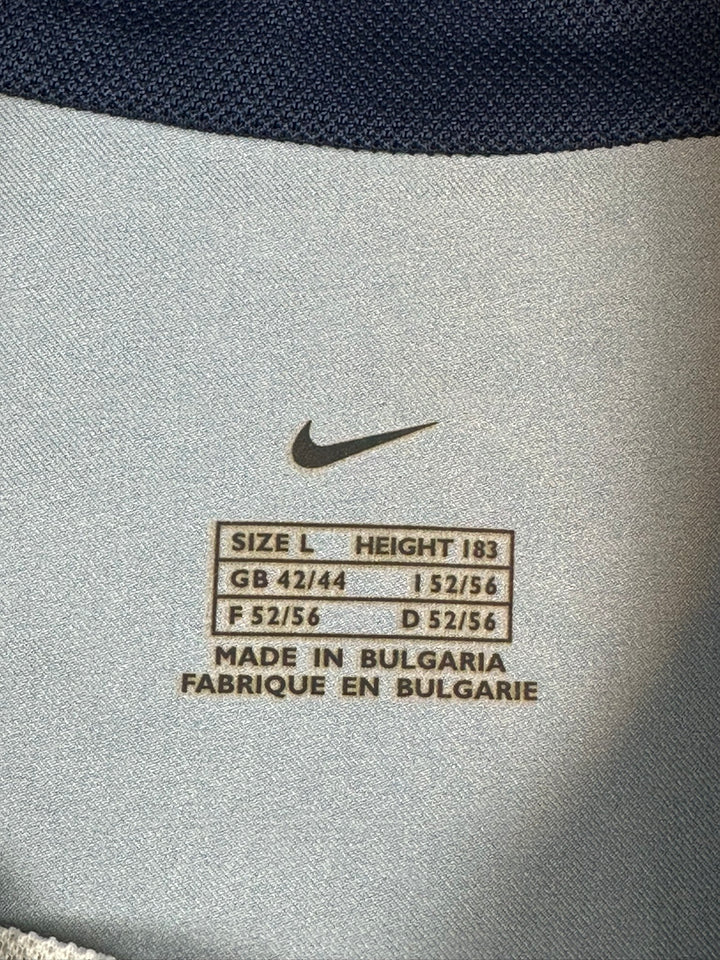 SIZE L HEIGHT 183
GB 42/44 I 52/56
F 52/56 D 52/56
MADE IN BULGARIA
FABRIQUE EN BULGARIE